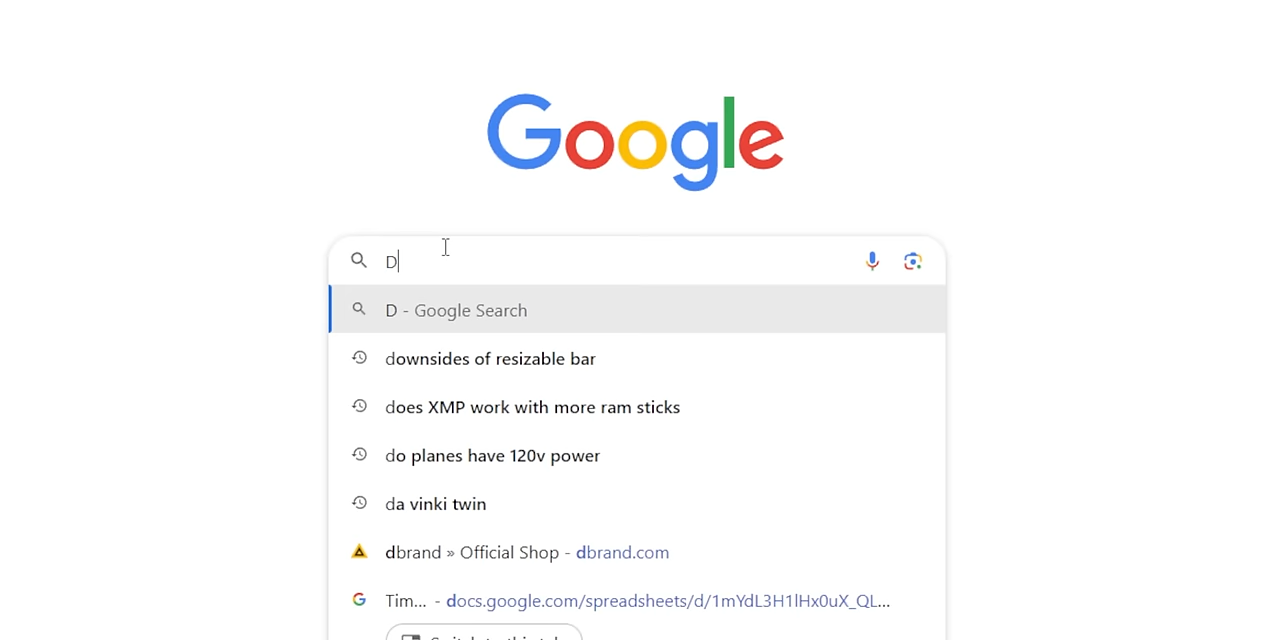 Google
D
D - Google Search
downsides of resizable bar
does XMP work with more ram sticks
do planes have 120v power
da vinki twin
dbrand » Official Shop - dbrand.com
Tim... - docs.google.com/spreadsheets/d/1mYdL3H1lHx0uX_QL...